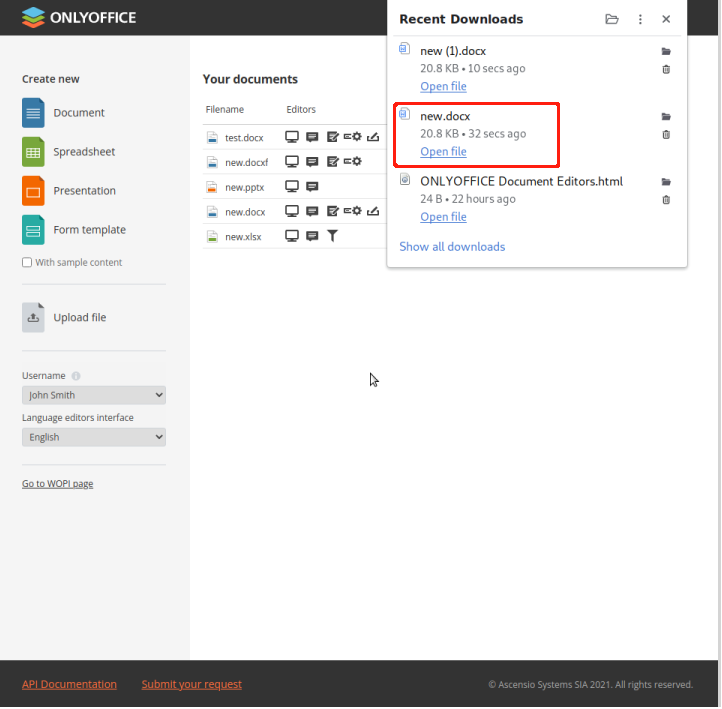 ONLYOFFICE
Create new
Document
Spreadsheet
Presentation
Form template
With sample content
Upload file
Username
John Smith
Language editors interface
English
Go to WOPI page
Your documents
Filename Editors
test.docx
new.docxf
new.pptx
new.docx
new.xlsx
Recent Downloads
new (1).docx
20.8 KB • 10 secs ago
Open file
new.docx
20.8 KB • 32 secs ago
Open file
ONLYOFFICE Document Editors.html
24 B • 22 hours ago
Open file
Show all downloads
API Documentation Submit your request © Ascensio Systems SIA 2021. All rights reserved.